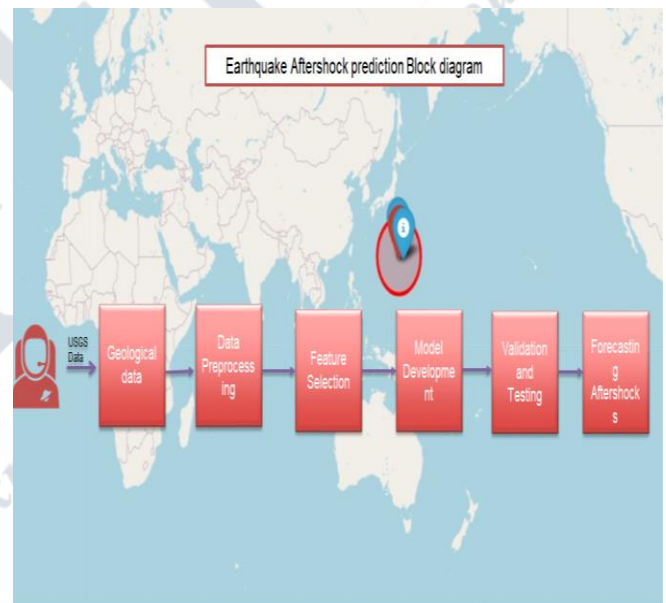 Earthquake Aftershock prediction Block diagram
USGS
Data
Geological
data
Data
Preprocess
ing
Feature
Selection
Model
Developme
nt
Validation
and
Testing
Forecastin
g
Aftershock
s